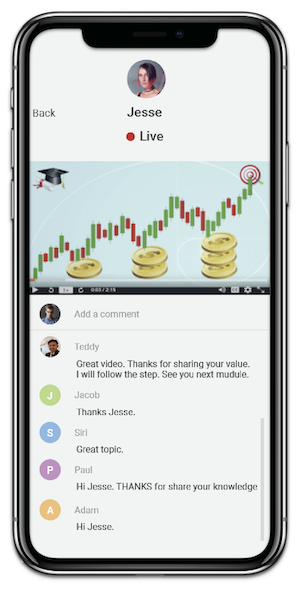 Jesse
Back
Live
1x
0:03 / 2:15
CC
Add a comment
Teddy
Great video. Thanks for sharing your value.
I will follow the step. See you next mudule.
J
Jacob
Thanks Jesse.
S
Siri
Great topic.
P
Paul
Hi Jesse. THANKS for share your knowledge
A
Adam
Hi Jesse.